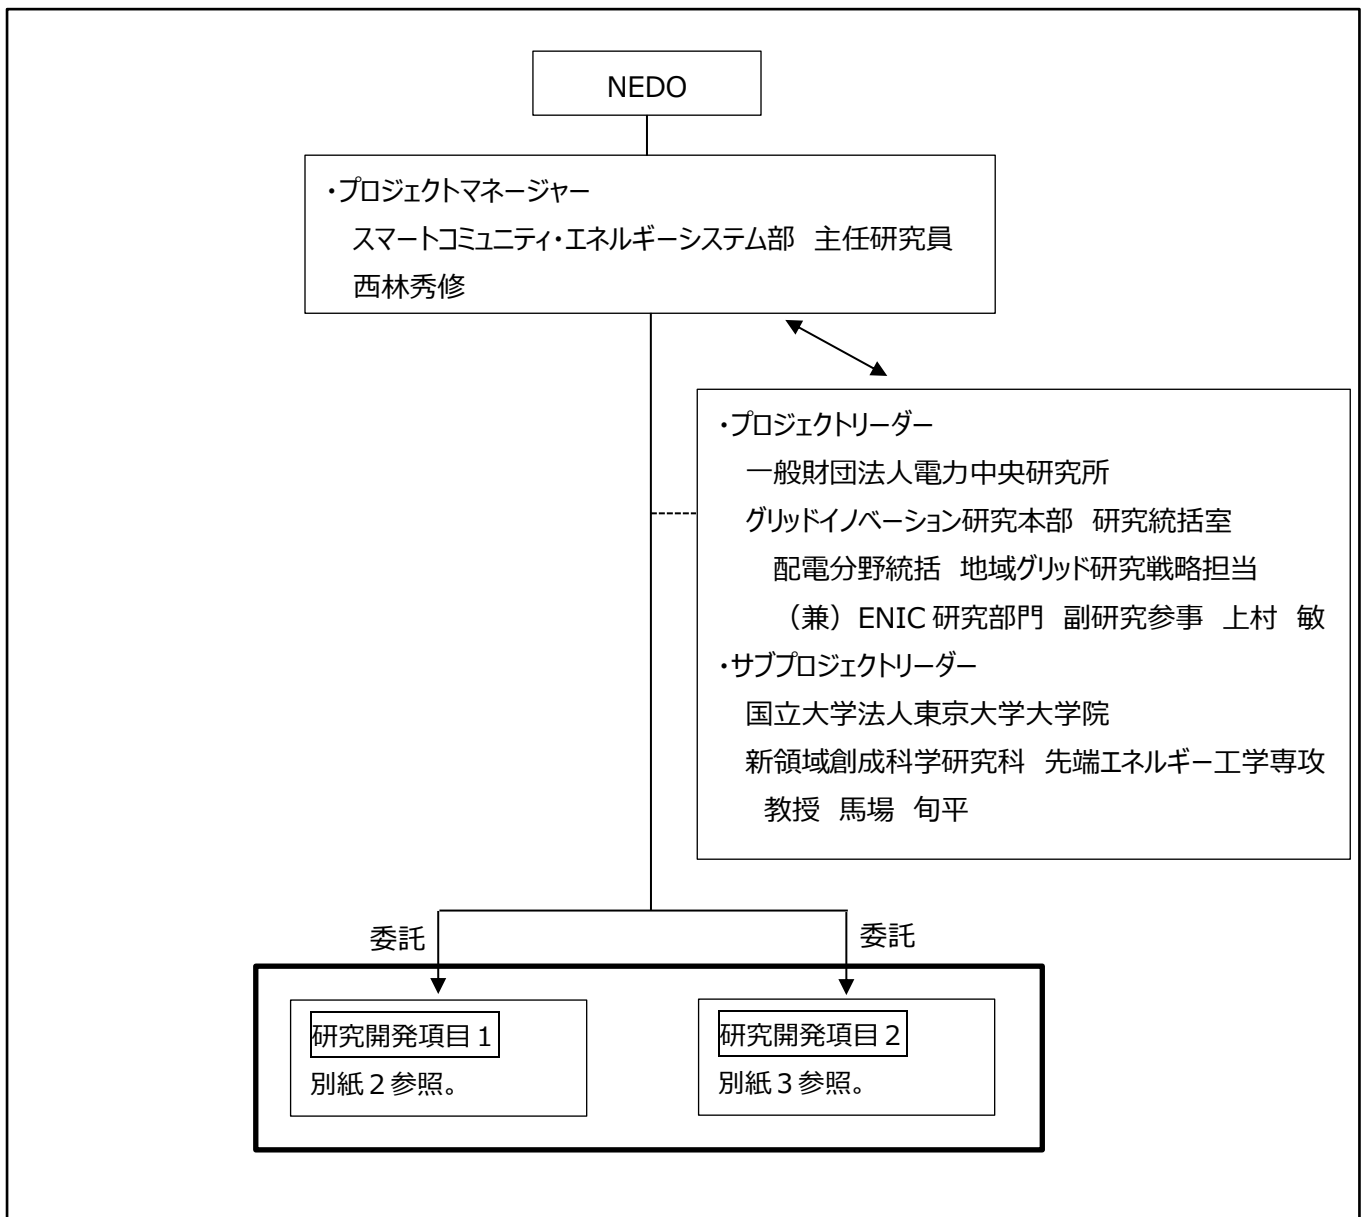 NEDO
・プロジェクトマネージャー
スマートコミュニティ・エネルギーシステム部 主任研究員
西林秀修
・プロジェクトリーダー
一般財団法人電力中央研究所
グリッドイノベーション研究本部 研究統括室
配電分野統括 地域グリッド研究戦略担当
（兼）ENIC 研究部門 副研究参事 上村 敏
・サブプロジェクトリーダー
国立大学法人東京大学大学院
新領域創成科学研究科 先端エネルギー工学専攻
教授 馬場 旬平
委託
委託
研究開発項目１
別紙２参照。
研究開発項目２
別紙３参照。